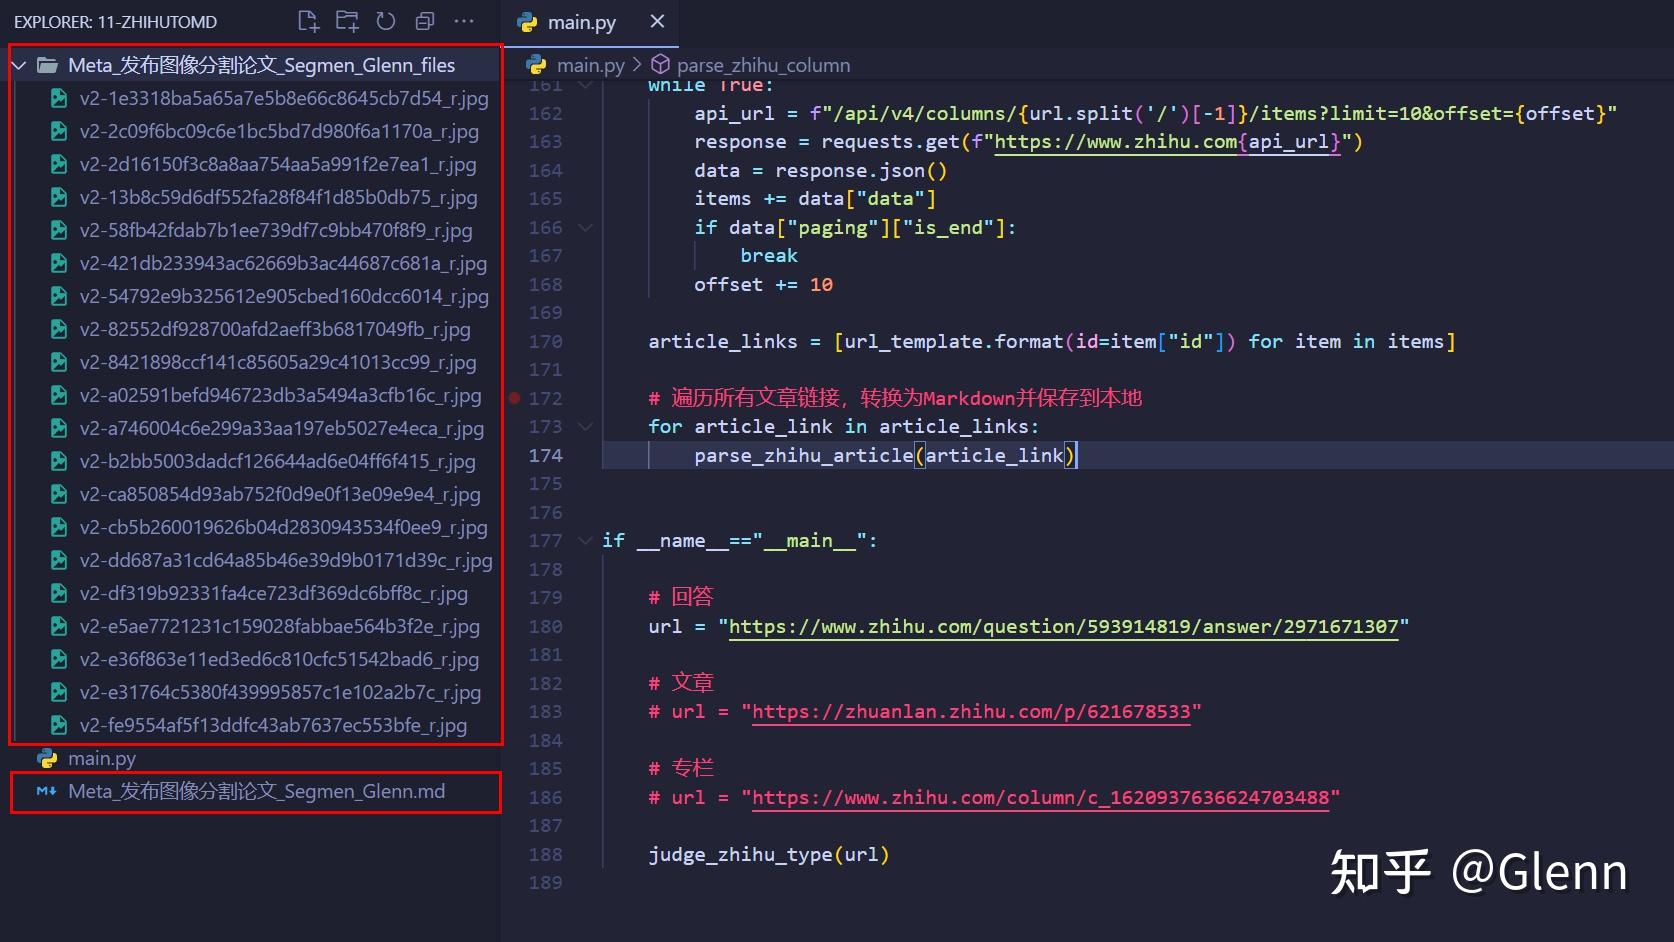 EXPLORER: 11-ZHIHUTOMD
Meta_发布图像分割论文_Segmen_Glenn_files
v2-1e3318ba5a65a7e5b8e66c8645cb7d54_r.jpg
v2-2c09f6bc09c6e1bc5bd7d980f6a1170a_r.jpg
v2-2d16150f3c8a8aa754aa5a991f2e7ea1_r.jpg
v2-13b8c59d6df552fa28f84f1d85b0db75_r.jpg
v2-58fb42fdab7b1ee739df7c9bb470f8f9_r.jpg
v2-421db233943ac62669b3ac44687c681a_r.jpg
v2-54792e9b325612e905cbed160dcc6014_r.jpg
v2-82552df928700afd2aeff3b6817049fb_r.jpg
v2-8421898ccf141c85605a29c41013cc99_r.jpg
v2-a02591befd946723db3a5494a3cfb16c_r.jpg
v2-a746004c6e299a33aa197eb5027e4eca_r.jpg
v2-b2bb5003dadcf126644ad6e04ff6f415_r.jpg
v2-ca850854d93ab752f0d9e0f13e09e9e4_r.jpg
v2-cb5b260019626b04d2830943534f0ee9_r.jpg
v2-dd687a31cd64a85b46e39d9b0171d39c_r.jpg
v2-df319b92331fa4ce723df369dc6bff8c_r.jpg
v2-e5ae7721231c159028fabbae564b3f2e_r.jpg
v2-e36f863e11ed3ed6c810cfc51542bad6_r.jpg
v2-e31764c5380f439995857c1e102a2b7c_r.jpg
v2-fe9554af5f13ddfc43ab7637ec553bfe_r.jpg
main.py
Meta_发布图像分割论文_Segmen_Glenn.md
main.py
main.py > parse_zhihu_column
161 while True:
162 api_url = f"/api/v4/columns/{url.split('/')[-1]}/items?limit=10&offset={offset}"
163 response = requests.get(f"https://www.zhihu.com{api_url}")
164 data = response.json()
165 items += data["data"]
166 if data["paging"]["is_end"]:
167 break
168 offset += 10
169
170 article_links = [url_template.format(id=item["id"]) for item in items]
171
172 # 遍历所有文章链接，转换为Markdown并保存到本地
173 for article_link in article_links:
174 parse_zhihu_article(article_link)
175
176
177 if __name__=="__main__":
178
179 # 回答
180 url = "https://www.zhihu.com/question/593914819/answer/2971671307"
181
182 # 文章
183 # url = "https://zhuanlan.zhihu.com/p/621678533"
184
185 # 专栏
186 # url = "https://www.zhihu.com/column/c_1620937636624703488"
187
188 judge_zhihu_type(url)
189
知乎 @Glenn